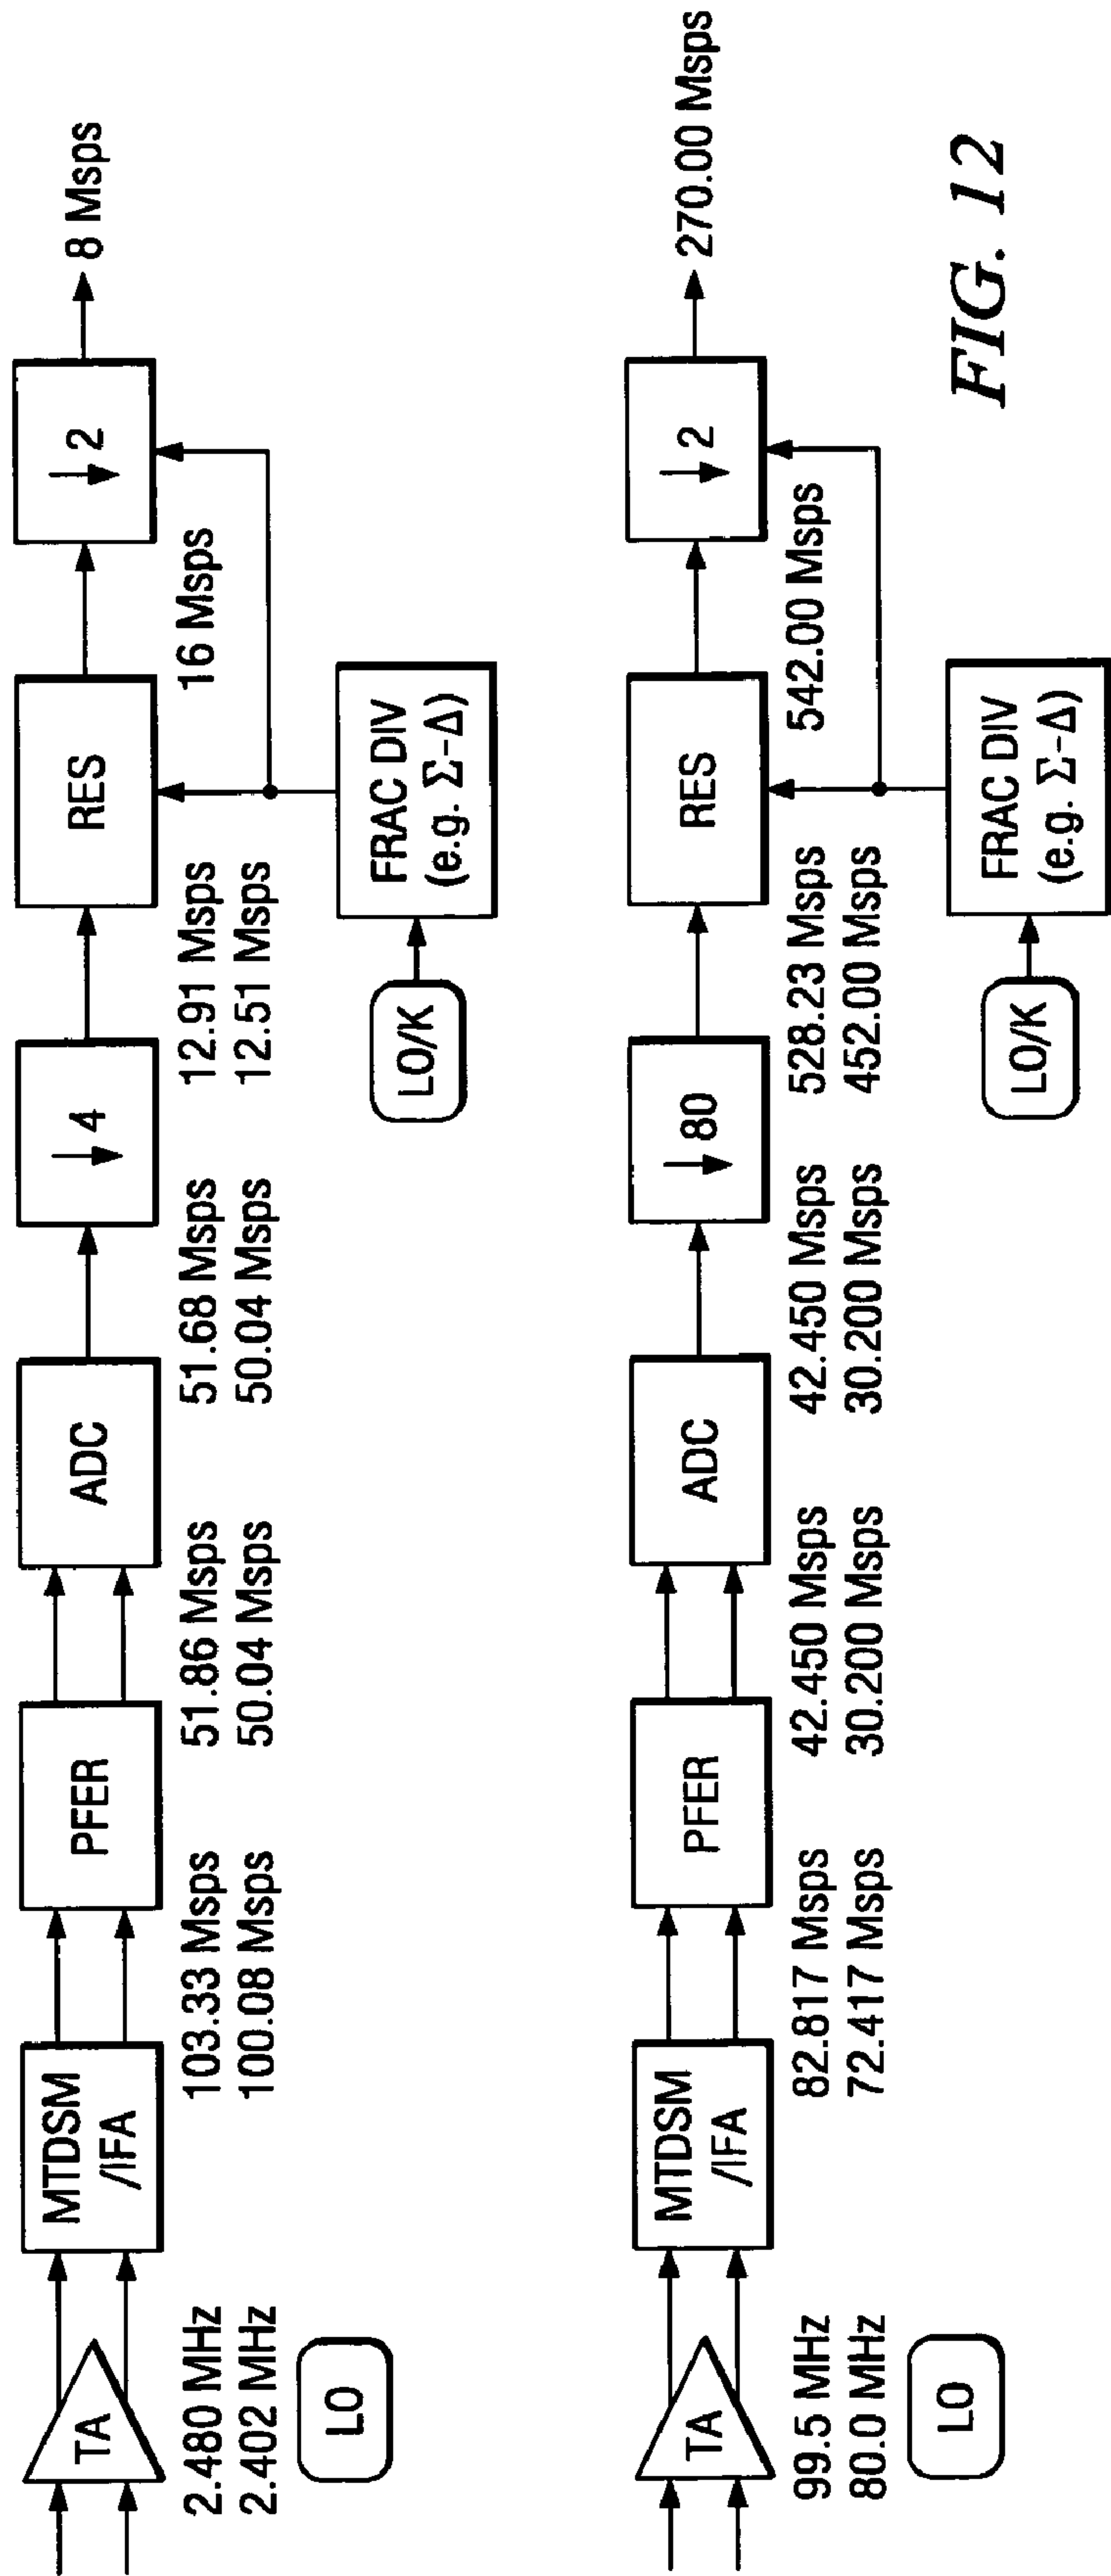 TA
2.480 MHz
2.402 MHz
LO
MTDSM
/IFA
103.33 Msps
100.08 Msps
PFER
51.86 Msps
50.04 Msps
ADC
51.68 Msps
50.04 Msps
↓ 4
12.91 Msps
12.51 Msps
LO/K
FRAC DIV
(e.g. Σ-Δ)
RES
16 Msps
↓ 2
8 Msps
TA
99.5 MHz
80.0 MHz
LO
MTDSM
/IFA
82.817 Msps
72.417 Msps
PFER
42.450 Msps
30.200 Msps
ADC
42.450 Msps
30.200 Msps
↓ 80
528.23 Msps
452.00 Msps
LO/K
FRAC DIV
(e.g. Σ-Δ)
RES
542.00 Msps
↓ 2
270.00 Msps
FIG. 12